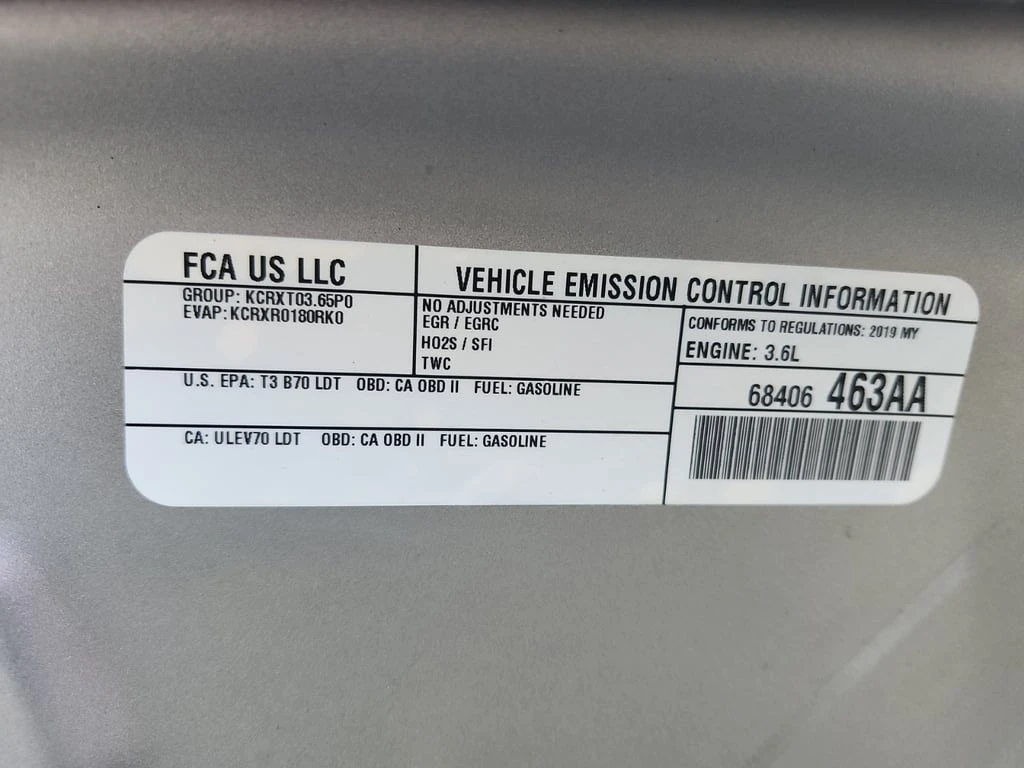 FCA US LLC
GROUP: KCRXT03.65P0
EVAP: KCRXR0180RK0
VEHICLE EMISSION CONTROL INFORMATION
NO ADJUSTMENTS NEEDED
EGR / EGRC
HO2S / SFI
TWC
CONFORMS TO REGULATIONS: 2019 MY
ENGINE: 3.6L
U.S. EPA: T3 B70 LDT OBD: CA OBD II FUEL: GASOLINE
68406 463AA
CA: ULEV70 LDT OBD: CA OBD II FUEL: GASOLINE